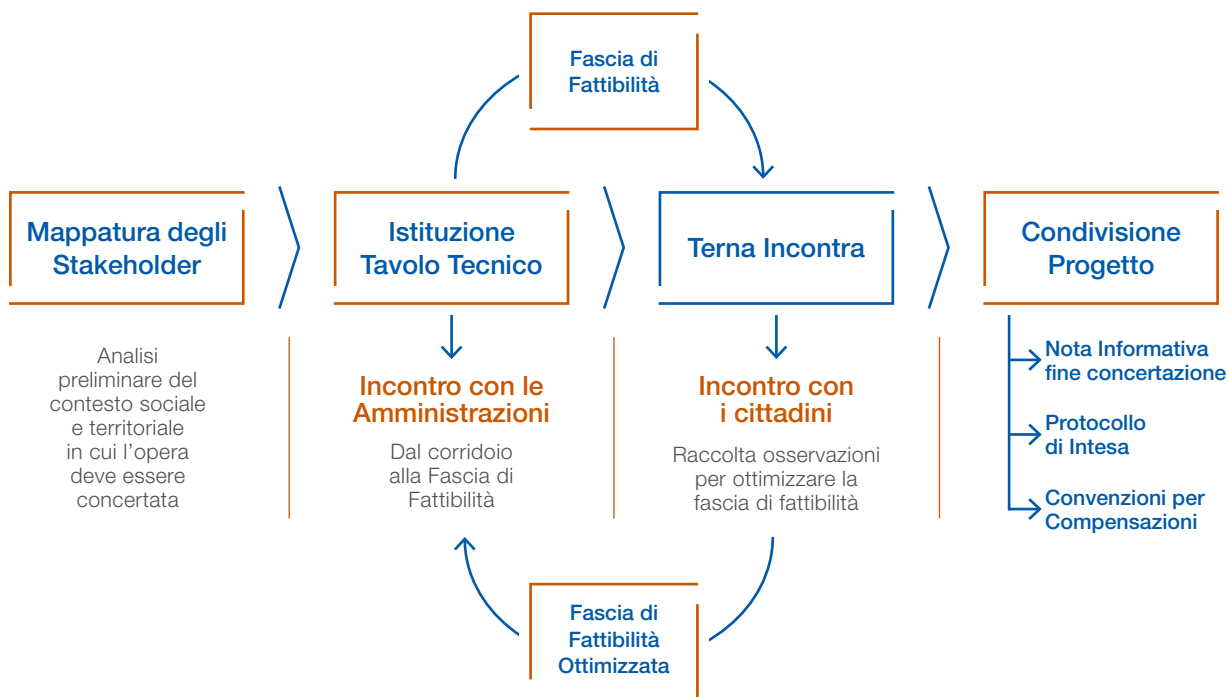 Fascia di
Fattibilità
Mappatura degli
Stakeholder
Istituzione
Tavolo Tecnico
Terna Incontra
Condivisione
Progetto
Analisi
preliminare del
contesto sociale
e territoriale
in cui l’opera
deve essere
concertata
Incontro con le
Amministrazioni
Dal corridoio
alla Fascia di
Fattibilità
Incontro con
i cittadini
Raccolta osservazioni
per ottimizzare la
fascia di fattibilità
Nota Informativa
fine concertazione
Protocollo
di Intesa
Convenzioni per
Compensazioni
Fascia di
Fattibilità
Ottimizzata